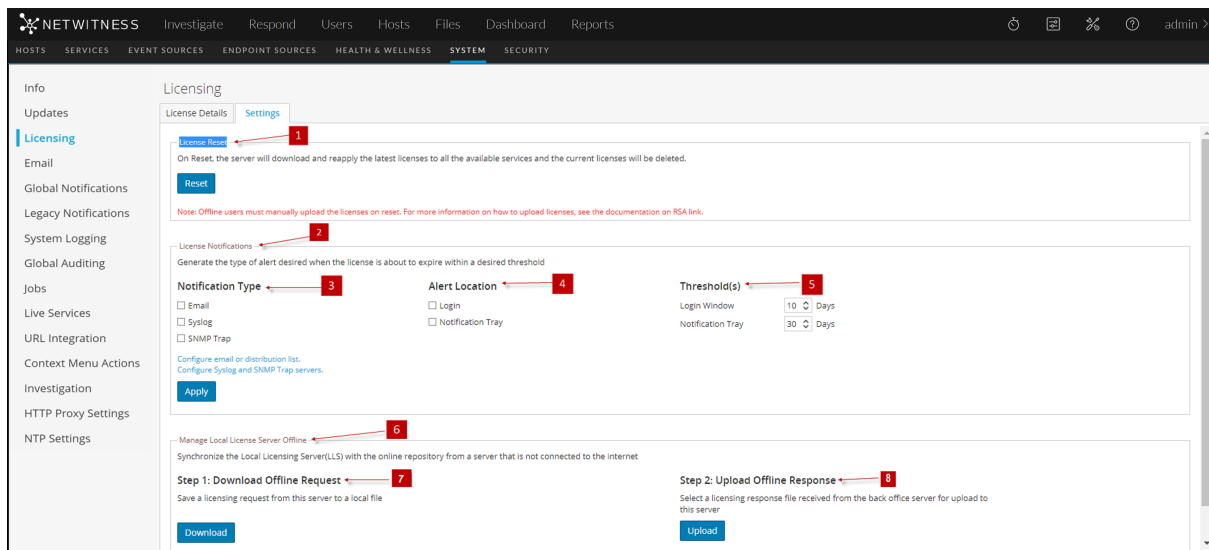 NETWITNESS Investigate Respond Users Hosts Files Dashboard Reports admin
HOSTS SERVICES EVENT SOURCES ENDPOINT SOURCES HEALTH & WELLNESS SYSTEM SECURITY
Info
Updates
Licensing
Email
Global Notifications
Legacy Notifications
System Logging
Global Auditing
Jobs
Live Services
URL Integration
Context Menu Actions
Investigation
HTTP Proxy Settings
NTP Settings
Licensing
License Details Settings
License Reset 1
On Reset, the server will download and reapply the latest licenses to all the available services and the current licenses will be deleted.
Reset
Note: Offline users must manually upload the licenses on reset. For more information on how to upload licenses, see the documentation on RSA link.
License Notifications 2
Generate the type of alert desired when the license is about to expire within a desired threshold
Notification Type 3
Email
Syslog
SNMP Trap
Configure email or distribution list.
Configure Syslog and SNMP Trap servers.
Apply
Alert Location 4
Login
Notification Tray
Threshold(s) 5
Login Window 10 Days
Notification Tray 30 Days
Manage Local License Server Offline 6
Synchronize the Local Licensing Server(LLS) with the online repository from a server that is not connected to the internet
Step 1: Download Offline Request 7
Save a licensing request from this server to a local file
Download
Step 2: Upload Offline Response 8
Select a licensing response file received from the back office server for upload to
this server
Upload